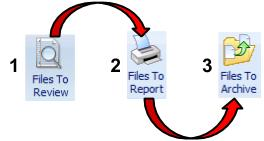 1
Files To
Review
2
Files To
Report
3
Files To
Archive